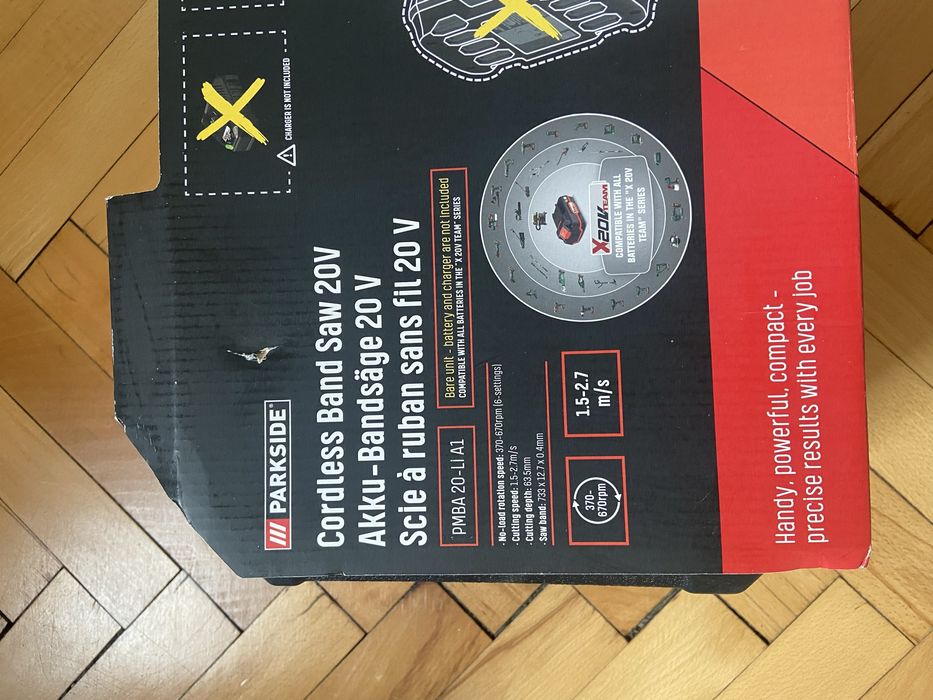 CHARGER IS NOT INCLUDED
/// PARKSIDE®
Cordless Band Saw 20V
Akku-Bandsäge 20 V
Scie à ruban sans fil 20 V
PMBA 20-LI A1
Bare unit - battery and charger are not included
COMPATIBLE WITH ALL BATTERIES IN THE "X 20V TEAM" SERIES
· No-load rotation speed: 370-670rpm (6-settings)
· Cutting speed: 1.5-2.7m/s
· Cutting depth: 63.5mm
· Saw band: 733 x 12.7 x 0.4mm
370-
670rpm
1.5-2.7
m/s
X20VTEAM
COMPATIBLE WITH ALL
BATTERIES IN THE "X 20V
TEAM" SERIES
Handy, powerful, compact -
precise results with every job